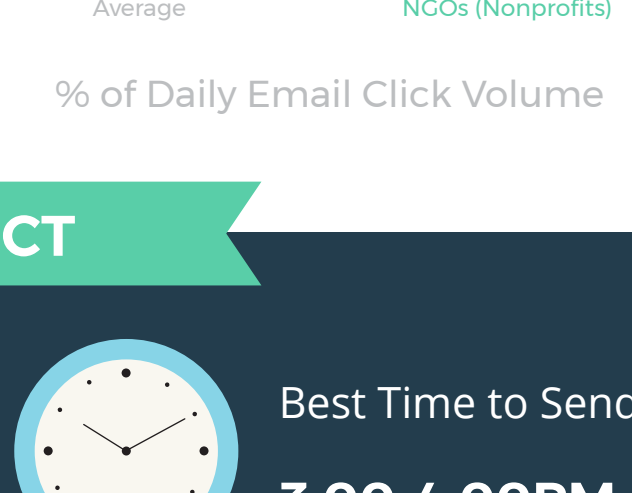 Average NGOs (Nonprofits)
% of Daily Email Click Volume
CT
Best Time to Send